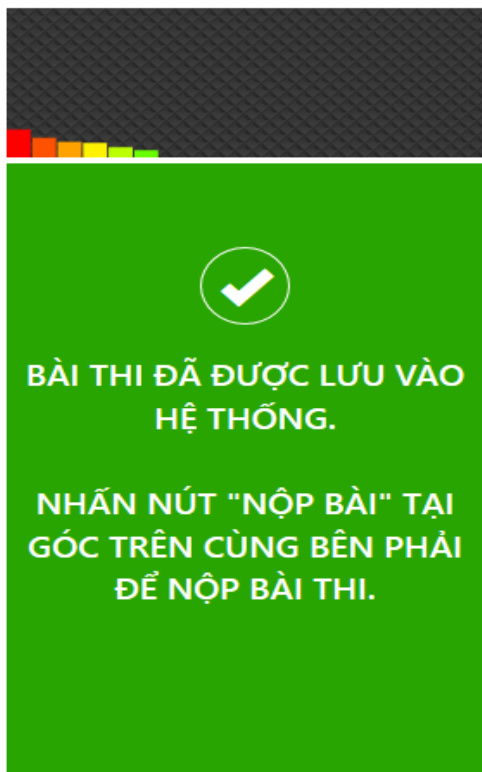 BÀI THI ĐÃ ĐƯỢC LƯU VÀO
HỆ THỐNG.
NHẤN NÚT "NỘP BÀI" TẠI
GÓC TRÊN CÙNG BÊN PHẢI
ĐỂ NỘP BÀI THI.